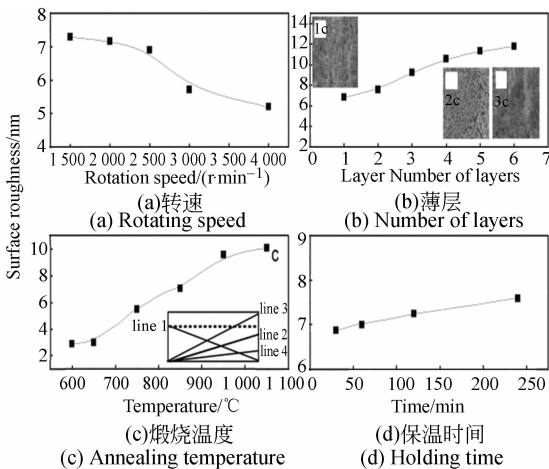 Surface roughness/nm
8
7
6
5
4
1 500 2 000 2 500 3 000 3 500 4 000
Rotation speed/(r·min⁻¹)
(a)转速
(a) Rotating speed
14
12
10
8
6
4
2
0
1c
2c
3c
0 1 2 3 4 5 6 7
Layer Number of layers
(b)薄层
(b) Number of layers
10
8
6
4
2
C
line 1
line 3
line 2
line 4
600 700 800 900 1 000 1 100
Temperature/℃
(c)煅烧温度
(c) Annealing temperature
9
8
7
6
0 50 100 150 200 250
Time/min
(d)保温时间
(d) Holding time